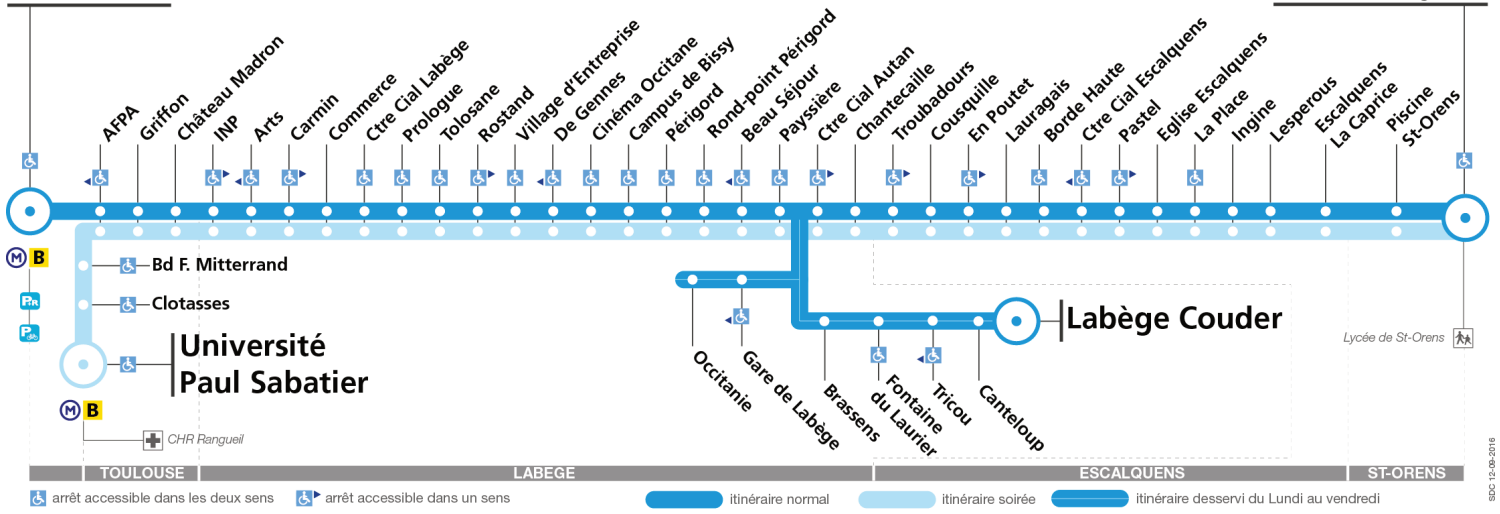 AFPA
Griffon
Château Madron
INP
Arts
Carmin
Commerce
Ctre Cial Labège
Prologue
Tolosane
Rostand
Village d'Entreprise
De Gennes
Cinéma Occitane
Campus de Bissy
Périgord
Rond-point Périgord
Beau Séjour
Payssière
Ctre Cial Autan
Chantecaille
Troubadours
Cousquille
En Poutet
Lauragais
Borde Haute
Ctre Cial Escalquens
Pastel
Eglise Escalquens
La Place
Ingine
Lesperous
Escalquens
La Caprice
Piscine
St-Orens
M B
P+R
P
Bd F. Mitterrand
Clotasses
Université
Paul Sabatier
M B
CHR Rangueil
Occitanie
Gare de Labège
Brassens
Fontaine
du Laurier
Tricou
Canteloup
Labège Couder
Lycée de St-Orens
TOULOUSE
LABEGE
ESCALQUENS
ST-ORENS
arrêt accessible dans les deux sens
arrêt accessible dans un sens
itinéraire normal
itinéraire soirée
itinéraire desservi du Lundi au vendredi
SDC 12-09-2016